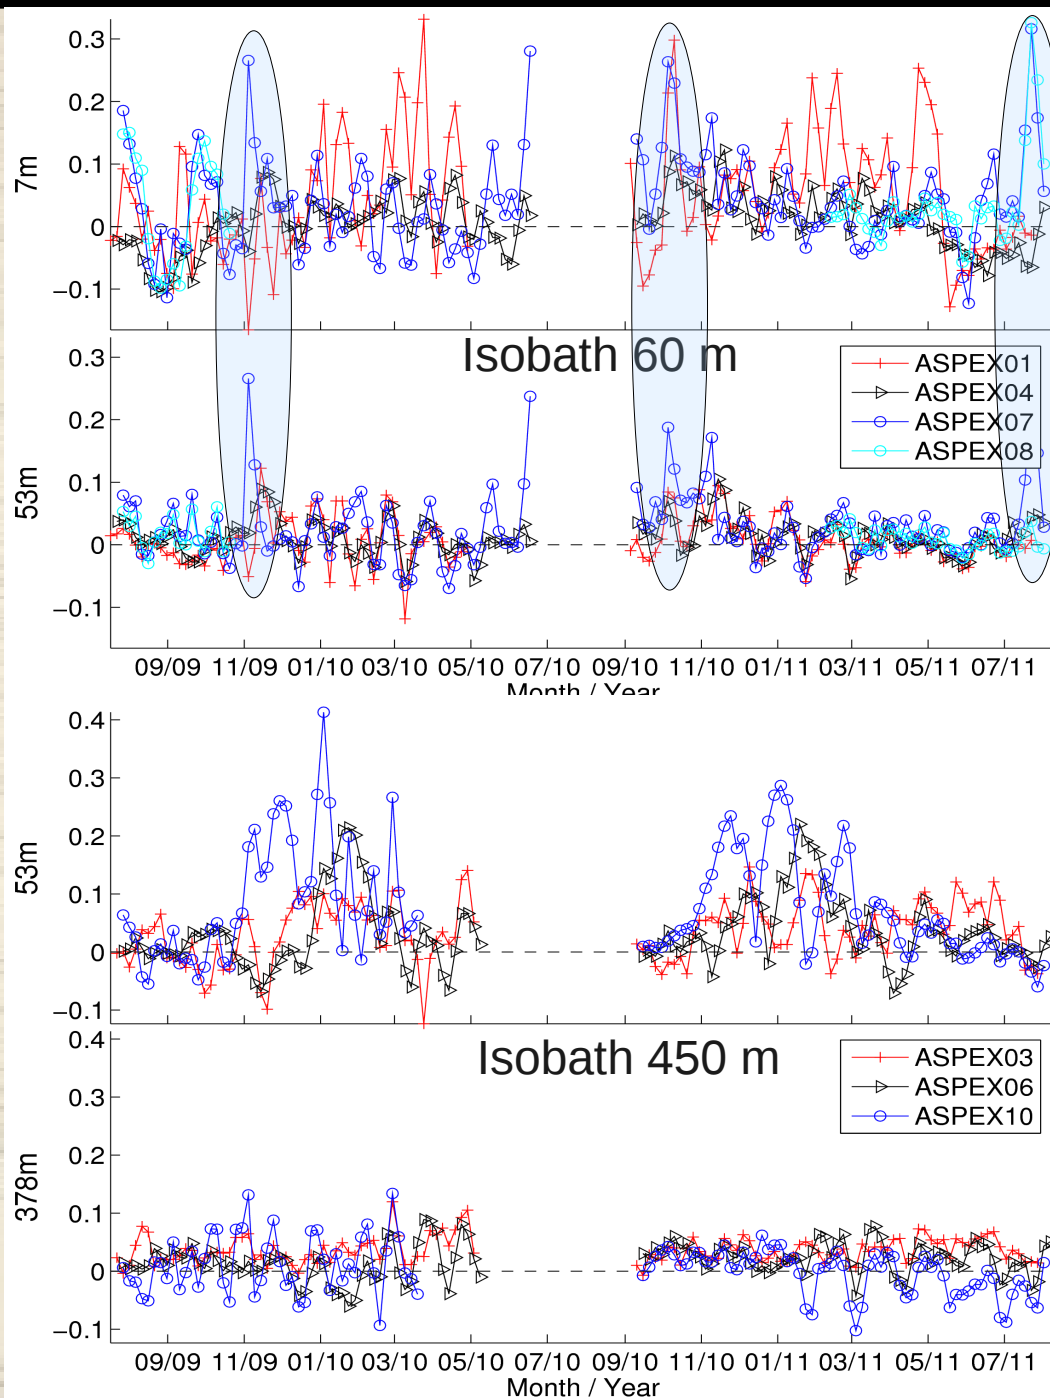 0.3
0.2
0.1
0
−0.1
7m
Isobath 60 m
0.3
0.2
0.1
0
−0.1
53m
ASPEX01
ASPEX04
ASPEX07
ASPEX08
09/09 11/09 01/10 03/10 05/10 07/10 09/10 11/10 01/11 03/11 05/11 07/11
Month / Year
0.4
0.3
0.2
0.1
0
−0.1
53m
Isobath 450 m
0.4
0.3
0.2
0.1
0
−0.1
378m
ASPEX03
ASPEX06
ASPEX10
09/09 11/09 01/10 03/10 05/10 07/10 09/10 11/10 01/11 03/11 05/11 07/11
Month / Year